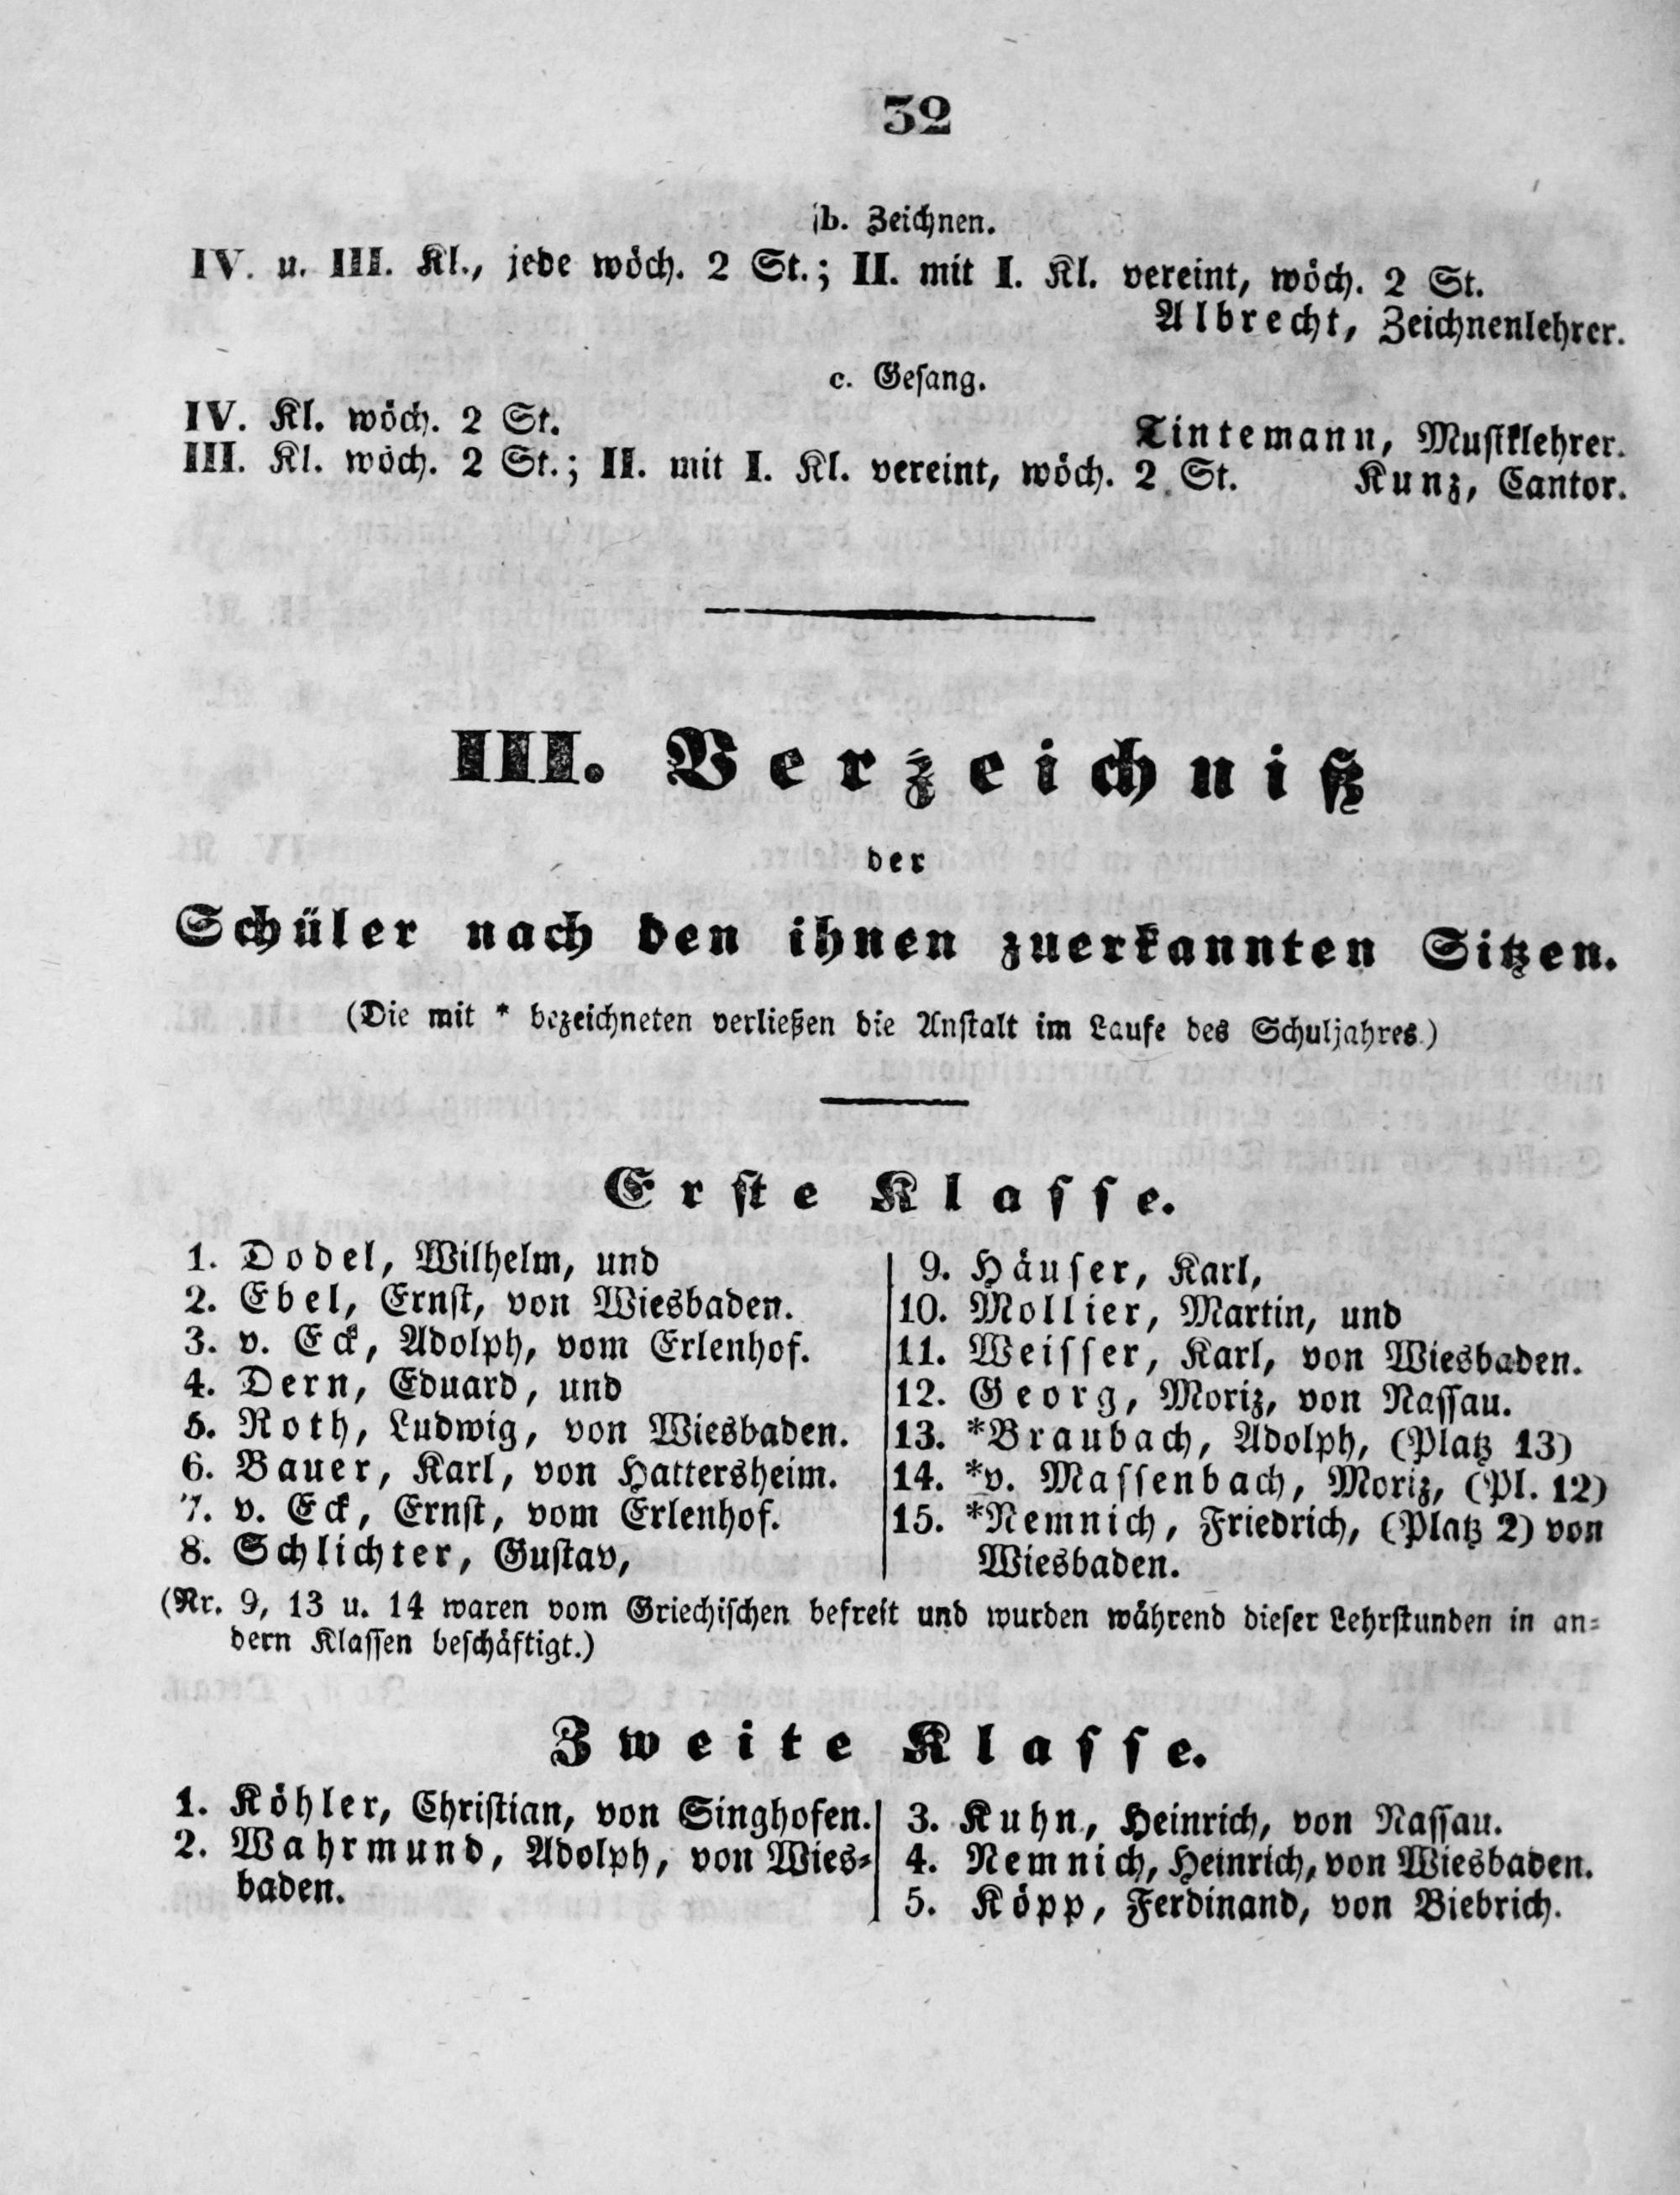 32
b. Zeichnen.
IV. u. III. Kl., jede wöch. 2 St.; II. mit I. Kl. vereint, wöch. 2 St.
Albrecht, Zeichnenlehrer.
c. Gesang.
IV. Kl. wöch. 2 St. Tintemann, Musiklehrer.
III. Kl. wöch. 2 St.; II. mit I. Kl. vereint, wöch. 2 St. Kunz, Cantor.
III. Verzeichniß
der
Schüler nach den ihnen zuerkannten Sitzen.
(Die mit * bezeichneten verließen die Anstalt im Laufe des Schuljahres.)
Erste Klasse.
1. Dodel, Wilhelm, und
2. Ebel, Ernst, von Wiesbaden.
3. v. Eck, Adolph, vom Erlenhof.
4. Dern, Eduard, und
5. Roth, Ludwig, von Wiesbaden.
6. Bauer, Karl, von Hattersheim.
7. v. Eck, Ernst, vom Erlenhof.
8. Schlichter, Gustav,
9. Häuser, Karl,
10. Mollier, Martin, und
11. Weisser, Karl, von Wiesbaden.
12. Georg, Moriz, von Nassau.
13. *Braubach, Adolph, (Platz 13)
14. *v. Massenbach, Moriz, (Pl. 12)
15. *Nemnich, Friedrich, (Platz 2) von
Wiesbaden.
(Nr. 9, 13 u. 14 waren vom Griechischen befreit und wurden während dieser Lehrstunden in an-
dern Klassen beschäftigt.)
Zweite Klasse.
1. Köhler, Christian, von Singhofen.
2. Wahrmund, Adolph, von Wies-
baden.
3. Kuhn, Heinrich, von Nassau.
4. Nemnich, Heinrich, von Wiesbaden.
5. Köpp, Ferdinand, von Biebrich.